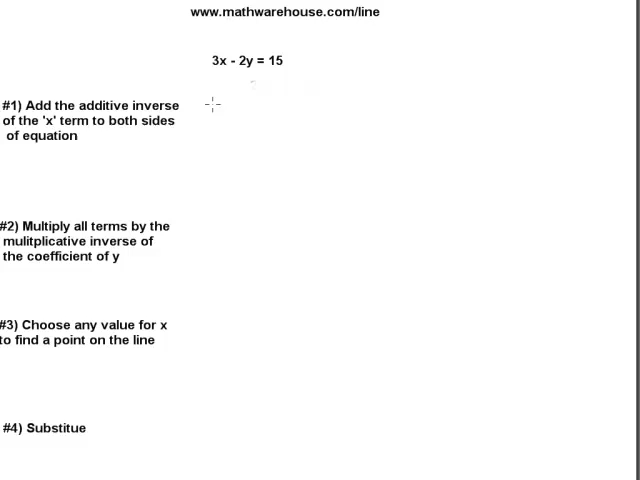 www.mathwarehouse.com/line
3x - 2y = 15
#1) Add the additive inverse
of the 'x' term to both sides
of equation
#2) Multiply all terms by the
mulitplicative inverse of
the coefficient of y
#3) Choose any value for x
to find a point on the line
#4) Substitue